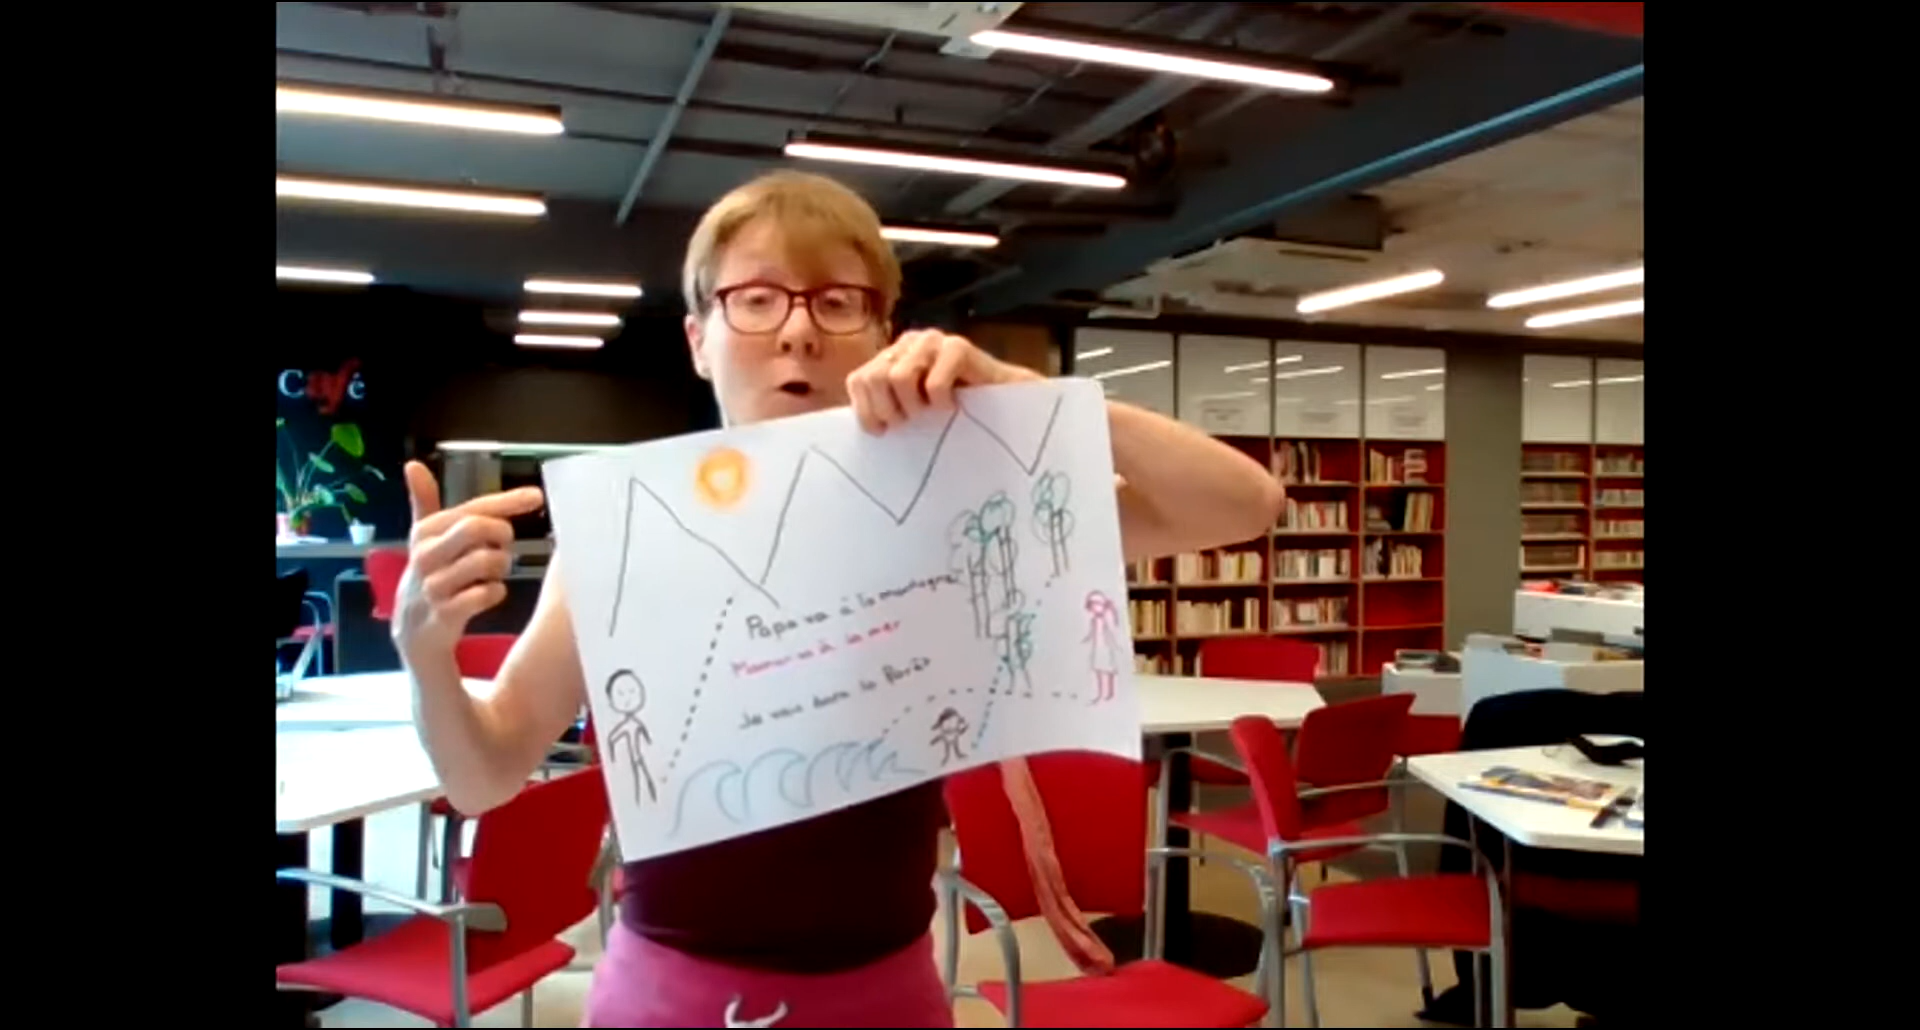 Café
Papa va à la montagne
Maman va à la mer
Je vais dans la forêt